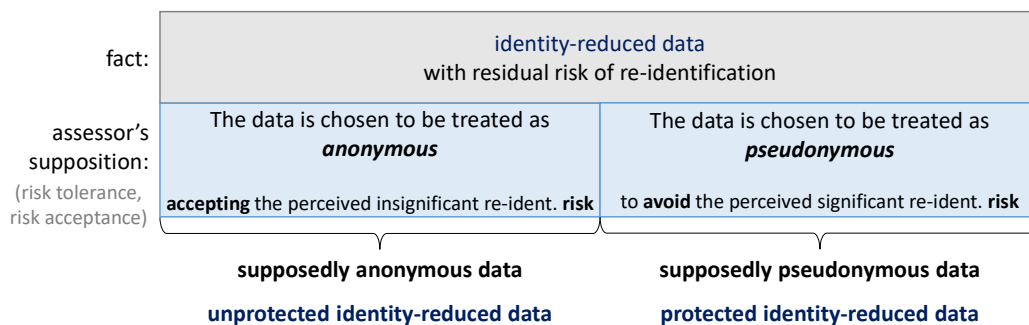 fact:
identity-reduced data
with residual risk of re-identification
assessor's
supposition:
(risk tolerance,
risk acceptance)
The data is chosen to be treated as
anonymous
accepting the perceived insignificant re-ident. risk
The data is chosen to be treated as
pseudonymous
to avoid the perceived significant re-ident. risk
supposedly anonymous data
unprotected identity-reduced data
supposedly pseudonymous data
protected identity-reduced data